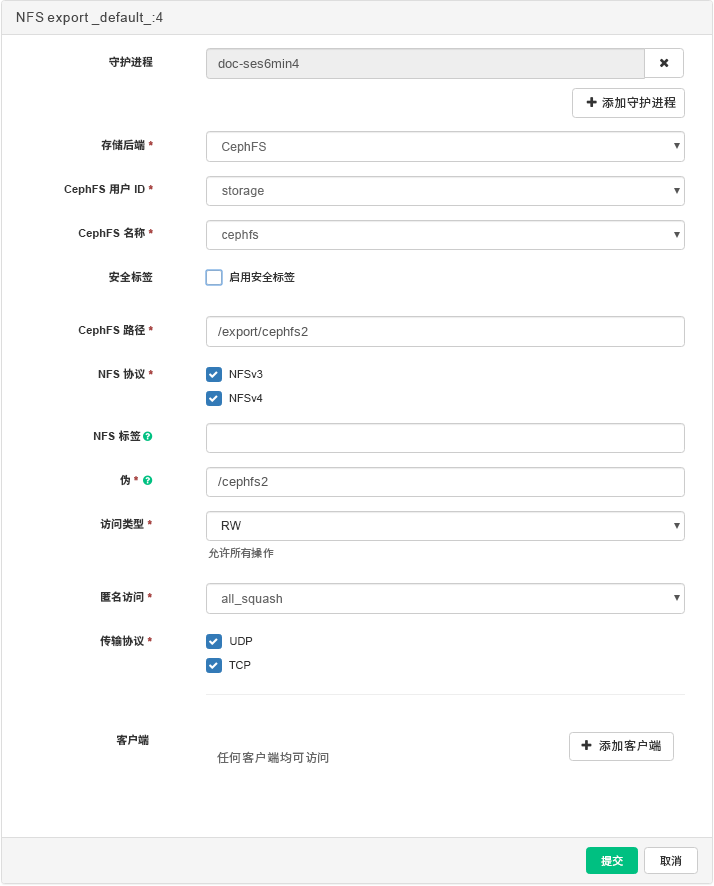 NFS export _default_:4
守护进程 doc-ses6min4
添加守护进程
存储后端 * CephFS
CephFS 用户 ID * storage
CephFS 名称 * cephfs
安全标签 启用安全标签
CephFS 路径 * /export/cephfs2
NFS 协议 * NFSv3
NFSv4
NFS 标签 ?
伪 * ? /cephfs2
访问类型 * RW
允许所有操作
匿名访问 * all_squash
传输协议 * UDP
TCP
客户端 添加客户端
任何客户端均可访问
提交 取消